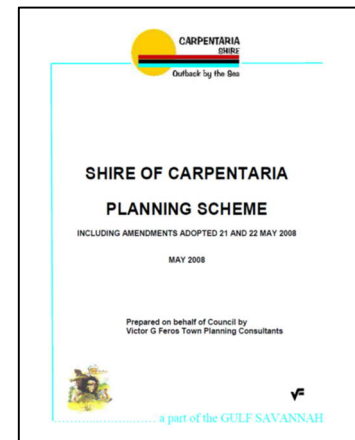 CARPENTARIA
SHIRE
Outback by the Sea
SHIRE OF CARPENTARIA
PLANNING SCHEME
INCLUDING AMENDMENTS ADOPTED 21 AND 22 MAY 2008
MAY 2008
Prepared on behalf of Council by
Victor G Feros Town Planning Consultants
VF
........................... a part of the GULF SAVANNAH